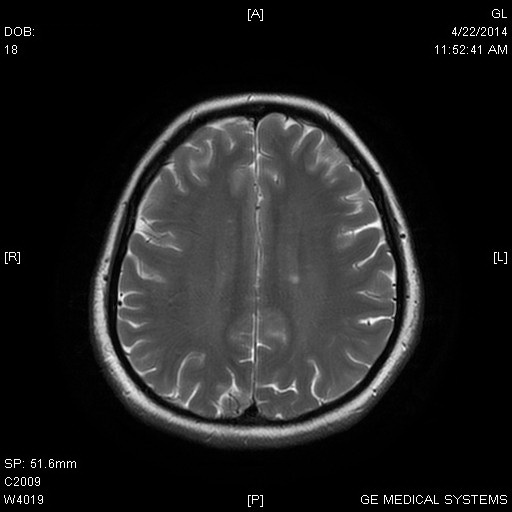 [A]
GL
DOB:
4/22/2014
18
11:52:41 AM
[R]
[L]
SP: 51.6mm
C2009
W4019
[P]
GE MEDICAL SYSTEMS